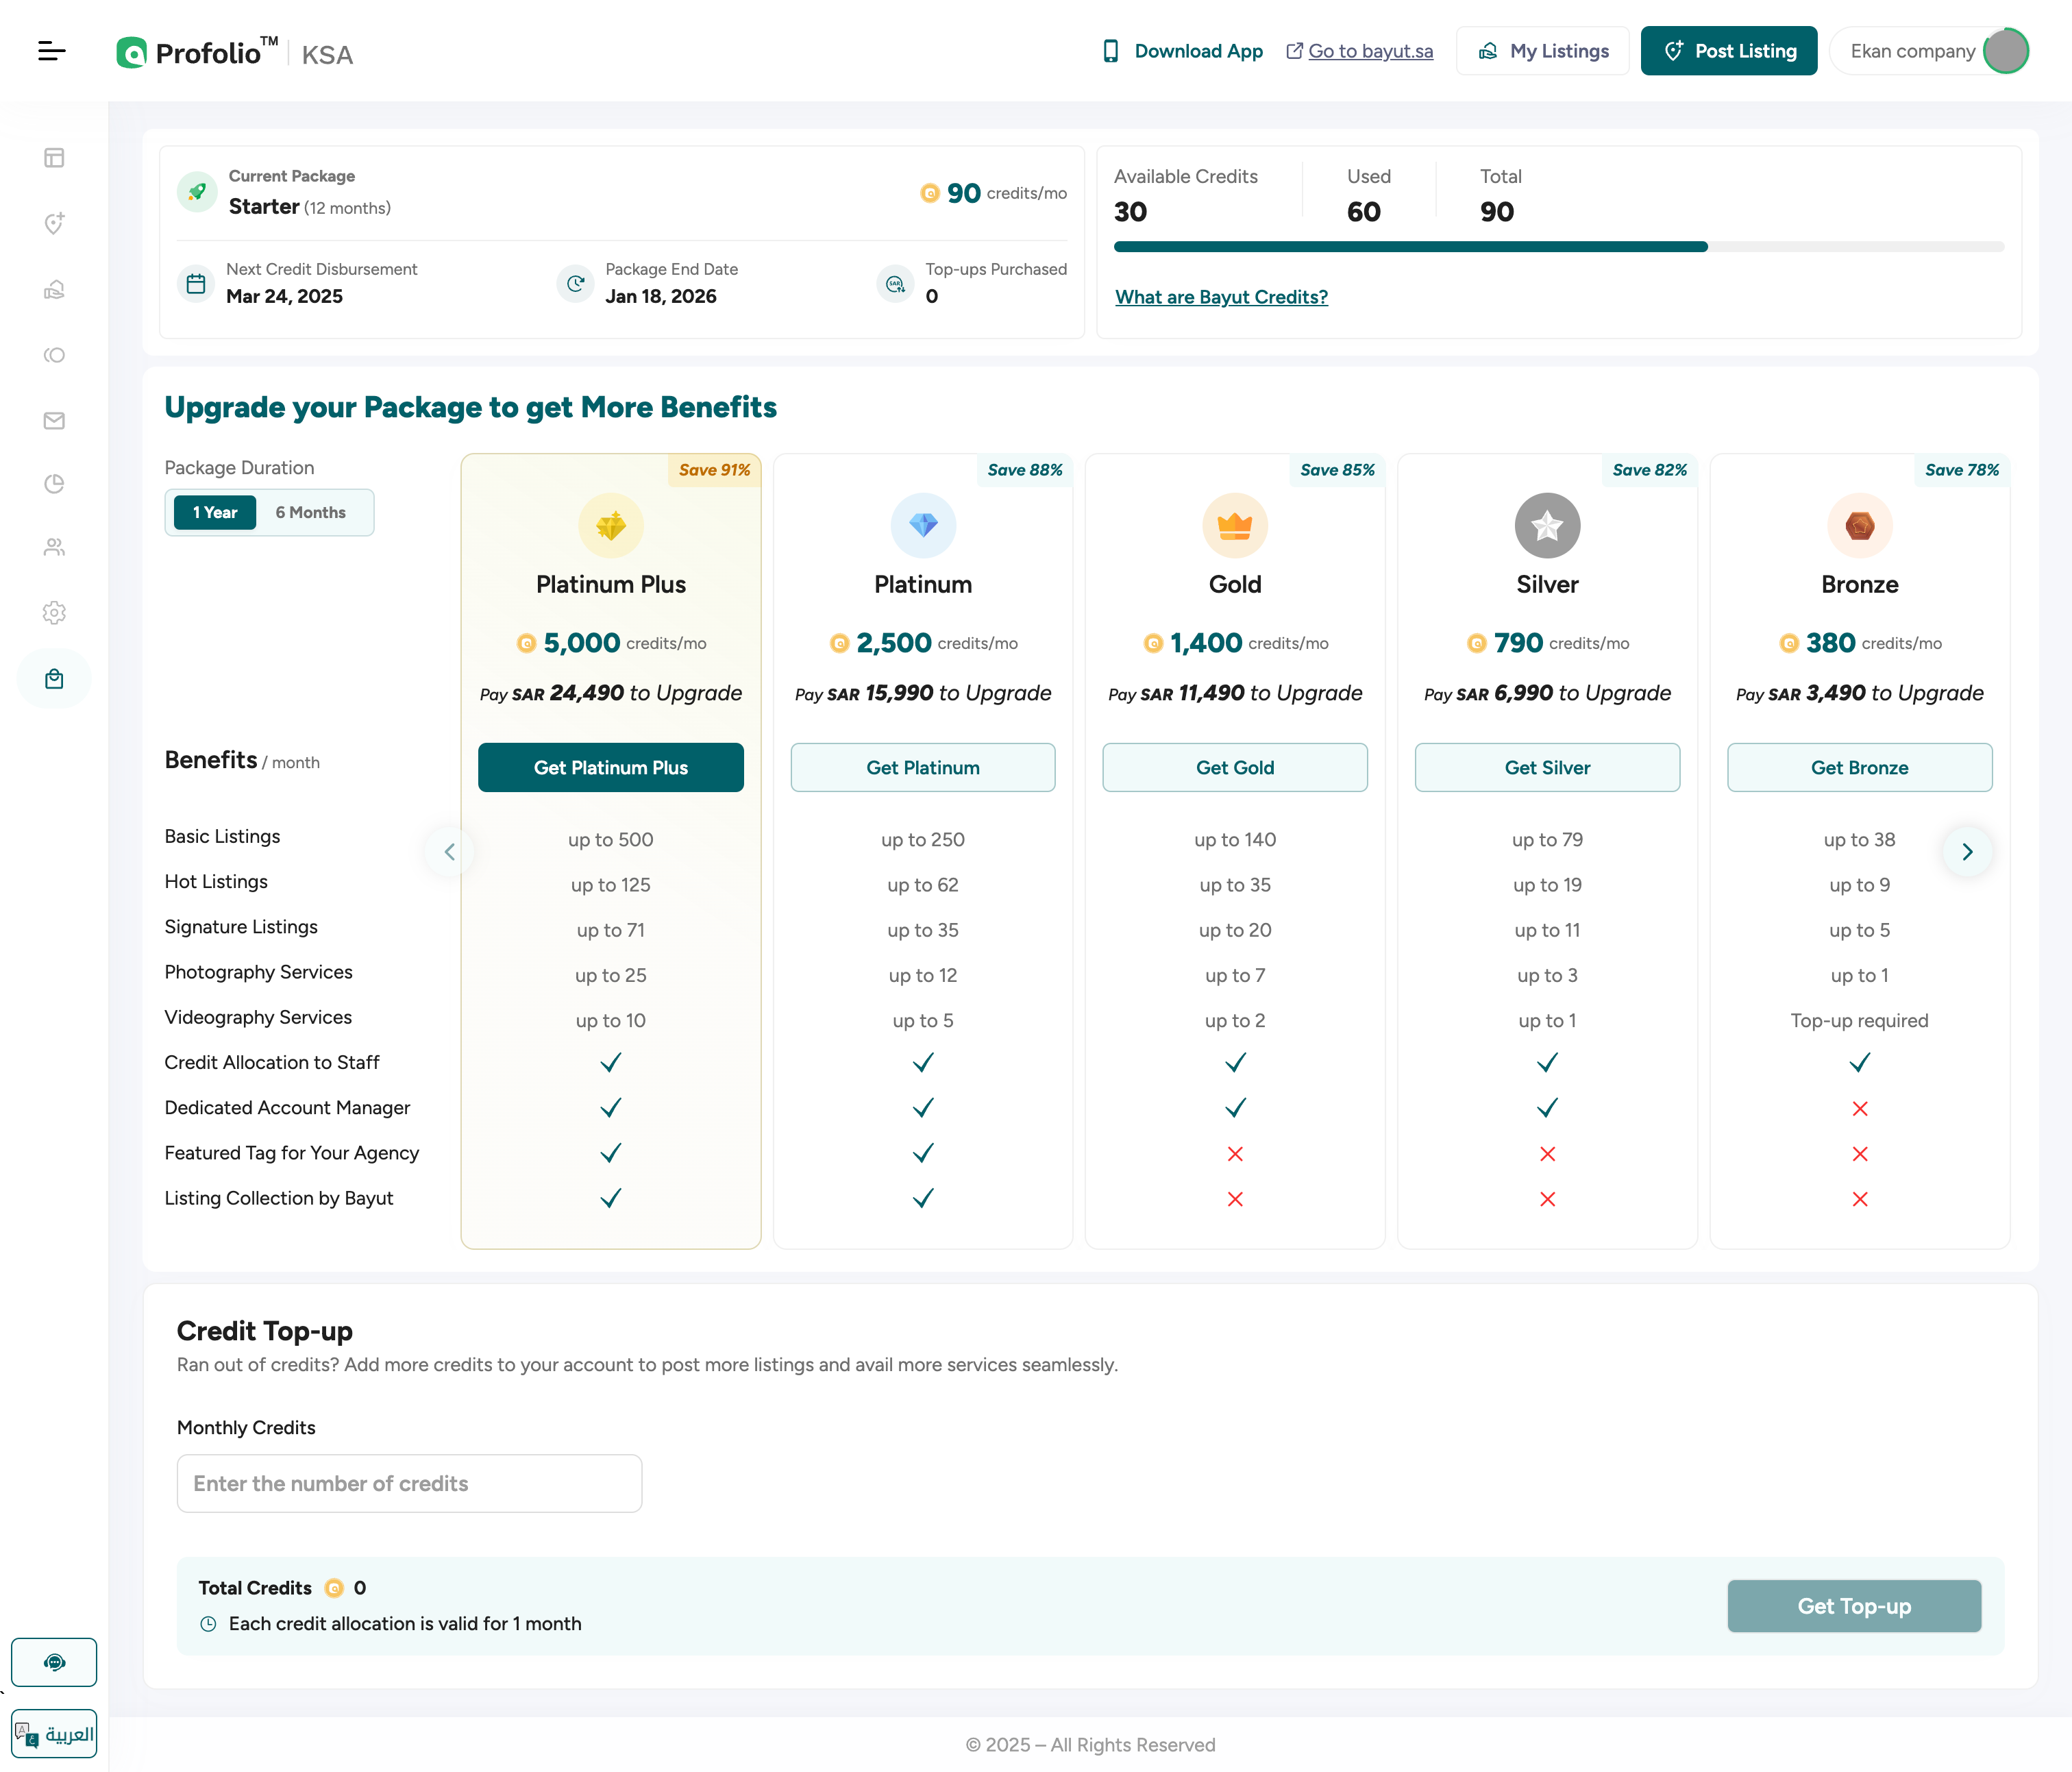 Profolio™ KSA
Download App
Go to bayut.sa
My Listings
Post Listing
Ekan company
Current Package
Starter (12 months)
90 credits/mo
Next Credit Disbursement
Mar 24, 2025
Package End Date
Jan 18, 2026
SAR
Top-ups Purchased
0
Available Credits
30
Used
60
Total
90
What are Bayut Credits?
Upgrade your Package to get More Benefits
Package Duration
1 Year
6 Months
Benefits / month
Basic Listings
Hot Listings
Signature Listings
Photography Services
Videography Services
Credit Allocation to Staff
Dedicated Account Manager
Featured Tag for Your Agency
Listing Collection by Bayut
Save 91%
Platinum Plus
5,000 credits/mo
Pay SAR 24,490 to Upgrade
Get Platinum Plus
up to 500
up to 125
up to 71
up to 25
up to 10
Save 88%
Platinum
2,500 credits/mo
Pay SAR 15,990 to Upgrade
Get Platinum
up to 250
up to 62
up to 35
up to 12
up to 5
Save 85%
Gold
1,400 credits/mo
Pay SAR 11,490 to Upgrade
Get Gold
up to 140
up to 35
up to 20
up to 7
up to 2
Save 82%
Silver
790 credits/mo
Pay SAR 6,990 to Upgrade
Get Silver
up to 79
up to 19
up to 11
up to 3
up to 1
Save 78%
Bronze
380 credits/mo
Pay SAR 3,490 to Upgrade
Get Bronze
up to 38
up to 9
up to 5
up to 1
Top-up required
Credit Top-up
Ran out of credits? Add more credits to your account to post more listings and avail more services seamlessly.
Monthly Credits
Enter the number of credits
Total Credits 0
Each credit allocation is valid for 1 month
Get Top-up
العربية
© 2025 – All Rights Reserved